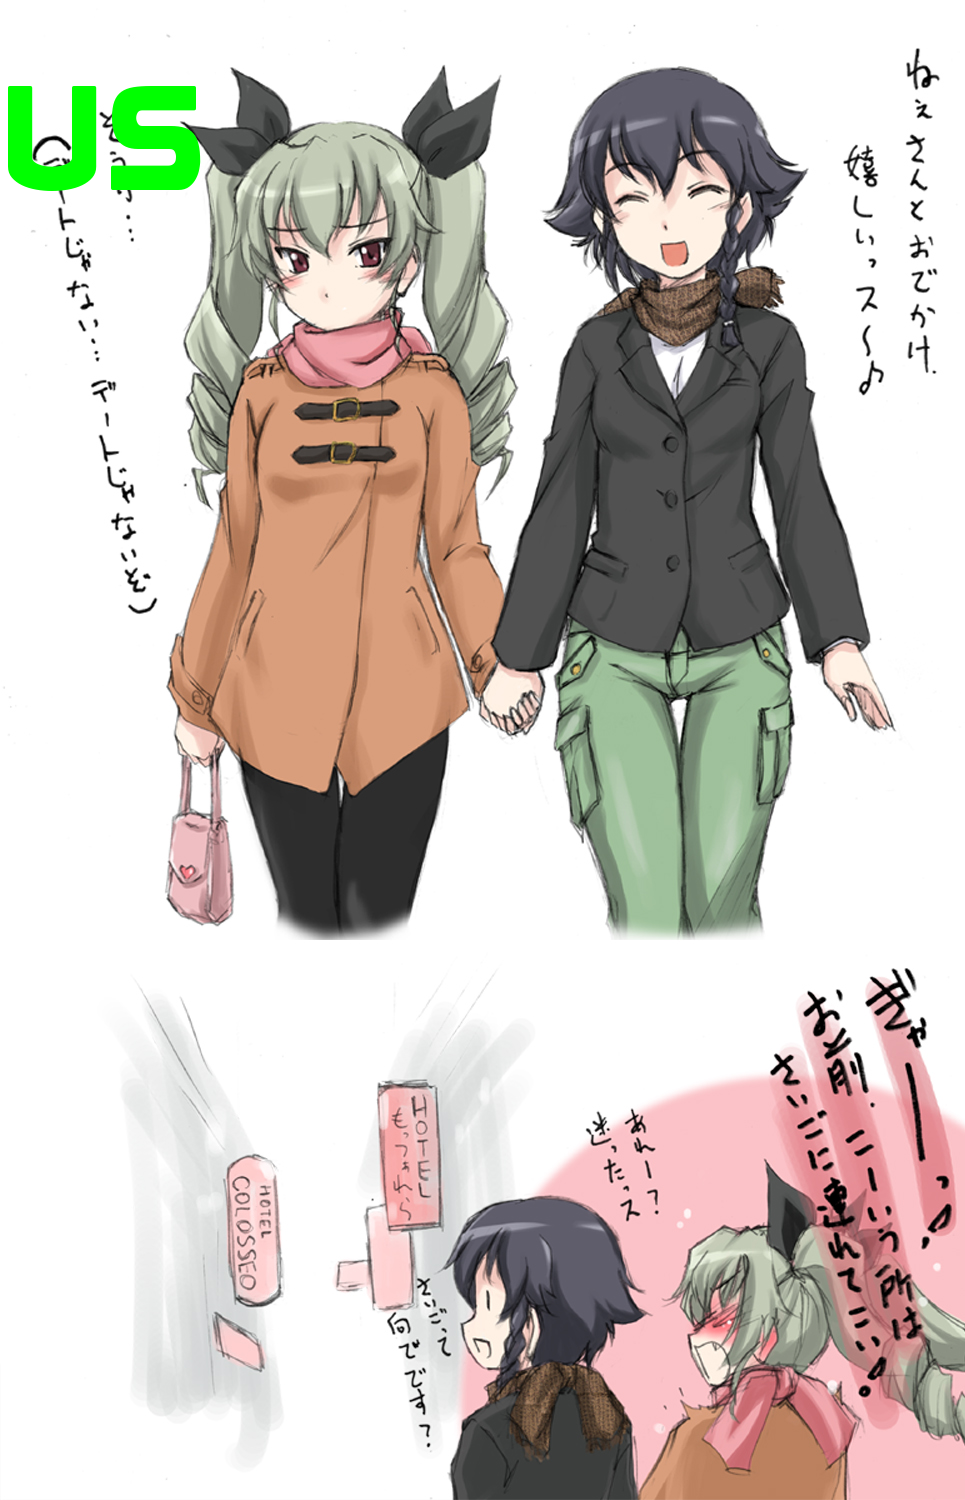 US
ねぇさんとおでかけ
嬉しいっス〜♪
そうか…
(デートじゃない…デートじゃないぞ)
ぎゃーーっ!
お前.こーいう所は
さいごに連れてこい!
あれー?
迷ったっス
HOTEL
もっつぁれら
HOTEL
COLOSSEO
さいごって
何でです?